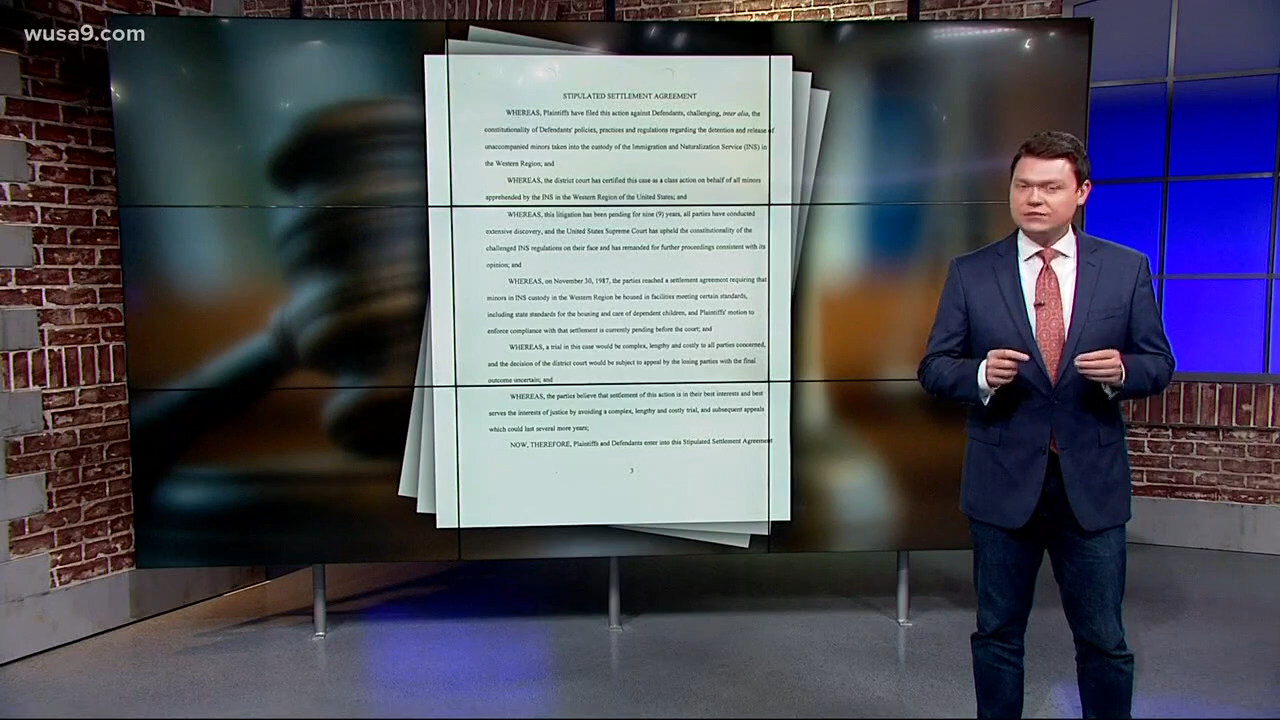 wusa9.com
STIPULATED SETTLEMENT AGREEMENT
WHEREAS, Plaintiffs have filed this action against Defendants, challenging, inter alia, the
constitutionality of Defendants' policies, practices and regulations regarding the detention and release of
unaccompanied minors taken into the custody of the Immigration and Naturalization Service (INS) in
the Western Region; and
WHEREAS, the district court has certified this case as a class action on behalf of all minors
apprehended by the INS in the Western Region of the United States; and
WHEREAS, this litigation has been pending for nine (9) years, all parties have conducted
extensive discovery, and the United States Supreme Court has upheld the constitutionality of the
challenged INS regulations on their face and has remanded for further proceedings consistent with its
opinion; and
WHEREAS, on November 30, 1987, the parties reached a settlement agreement requiring that
minors in INS custody in the Western Region be housed in facilities meeting certain standards,
including state standards for the housing and care of dependent children, and Plaintiffs' motion to
enforce compliance with that settlement is currently pending before the court; and
WHEREAS, a trial in this case would be complex, lengthy and costly to all parties concerned,
and the decision of the district court would be subject to appeal by the losing parties with the final
outcome uncertain; and
WHEREAS, the parties believe that settlement of this action is in their best interests and best
serves the interests of justice by avoiding a complex, lengthy and costly trial, and subsequent appeals
which could last several more years;
NOW, THEREFORE, Plaintiffs and Defendants enter into this Stipulated Settlement Agreement
3